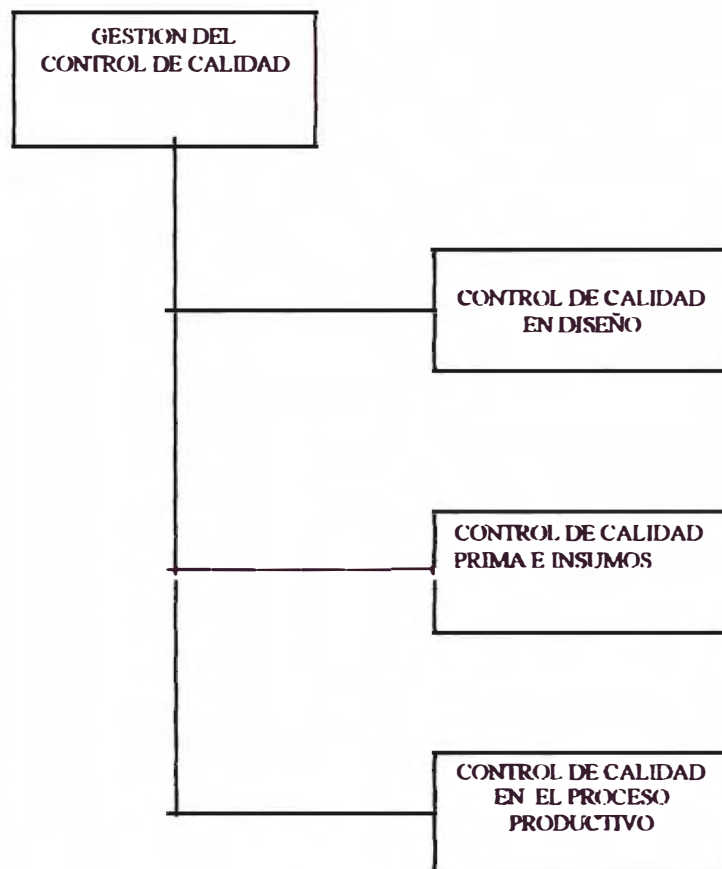 GESTION DEL
CONTROL DE CALIDAD
CONTROL DE CALIDAD
EN DISEÑO
CONTROL DE CALIDAD
PRIMA E INSUMOS
CONTROL DE CALIDAD
EN EL PROCESO
PRODUCTIVO